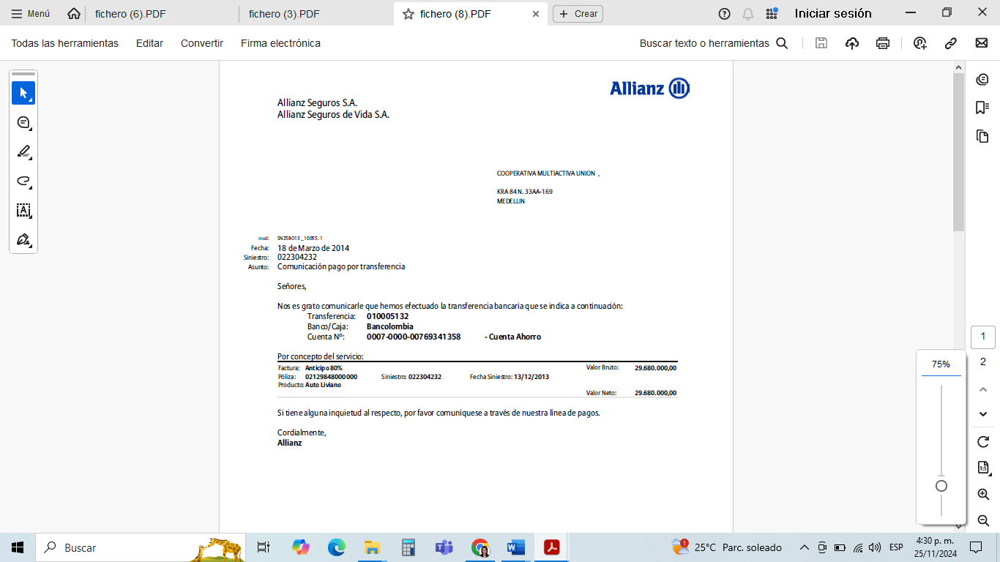 Menú
fichero (6).PDF
fichero (3).PDF
fichero (8).PDF
Crear
Iniciar sesión
Todas las herramientas
Editar
Convertir
Firma electrónica
Buscar texto o herramientas
Allianz
Allianz Seguros S.A.
Allianz Seguros de Vida S.A.
COOPERATIVA MULTIACTIVA UNION ,
KRA 84 N. 33AA-169
MEDELLIN
mod: SN25BO13_10055.1
Fecha: 18 de Marzo de 2014
Siniestro: 022304232
Asunto: Comunicación pago por transferencia
Señores,
Nos es grato comunicarle que hemos efectuado la transferencia bancaria que se indica a continuación:
Transferencia: 010005132
Banco/Caja: Bancolombia
Cuenta Nº: 0007-0000-00769341358 - Cuenta Ahorro
Por concepto del servicio:
Factura: Anticipo 80% Valor Bruto: 29.680.000,00
Póliza: 02129848000000 Siniestro: 022304232 Fecha Siniestro: 13/12/2013
Producto: Auto Liviano
Valor Neto: 29.680.000,00
Si tiene alguna inquietud al respecto, por favor comuníquese a través de nuestra línea de pagos.
Cordialmente,
Allianz
1
2
75%
1:1
Buscar
1
25°C Parc. soleado
ESP
4:30 p. m.
25/11/2024